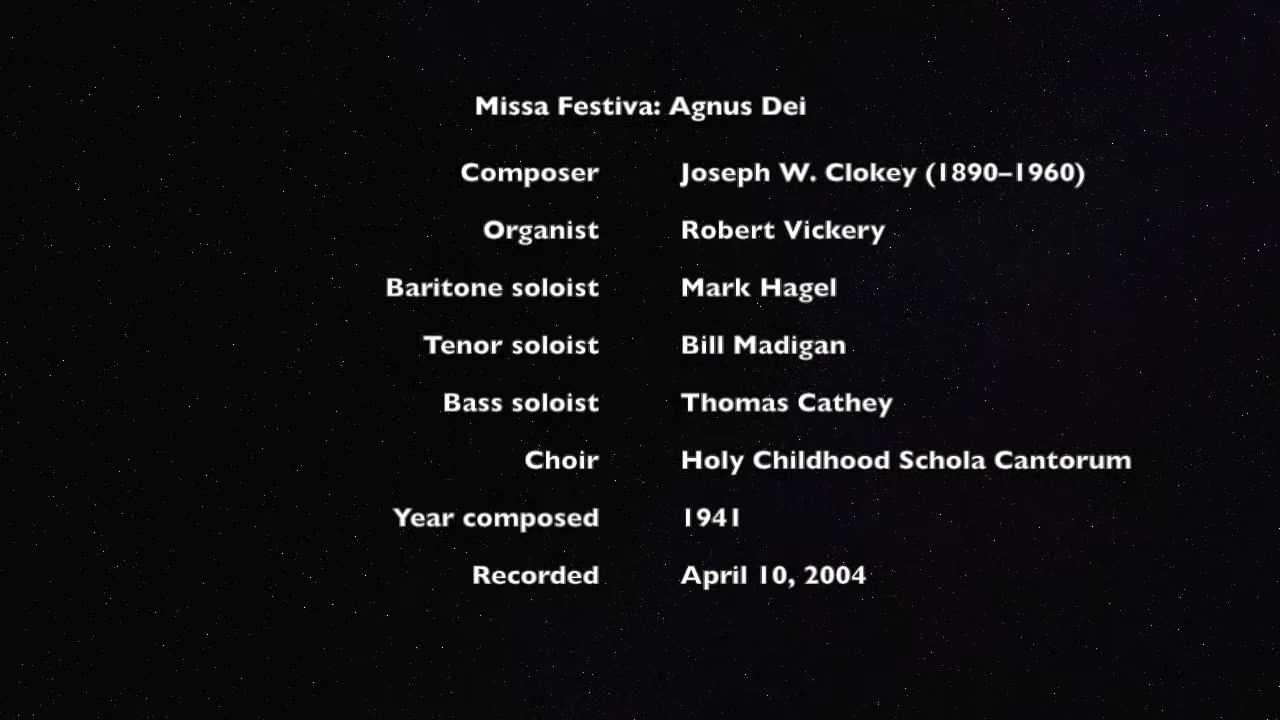 Missa Festiva: Agnus Dei
Composer Joseph W. Clokey (1890–1960)
Organist Robert Vickery
Baritone soloist Mark Hagel
Tenor soloist Bill Madigan
Bass soloist Thomas Cathey
Choir Holy Childhood Schola Cantorum
Year composed 1941
Recorded April 10, 2004